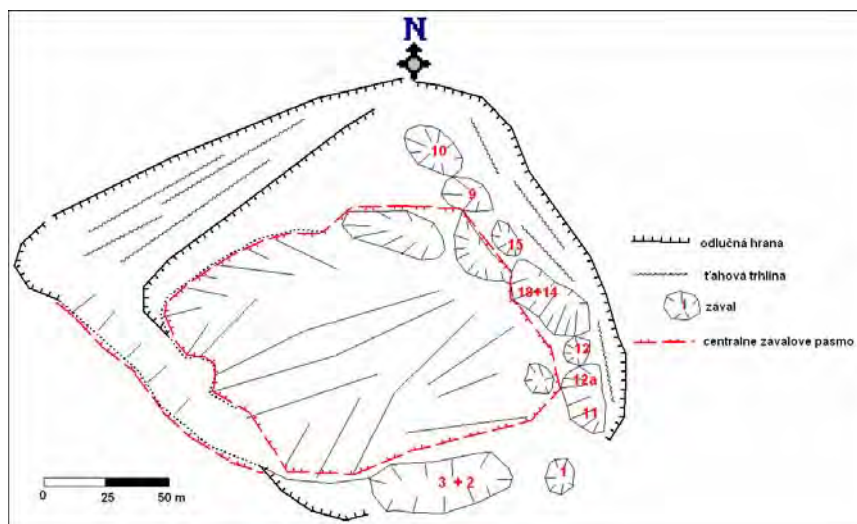 N
10
9
15
18+14
12
12a
11
1
3 + 2
odlučná hrana
ťahová trhlina
zával
centralne zavalove pasmo
0 25 50 m